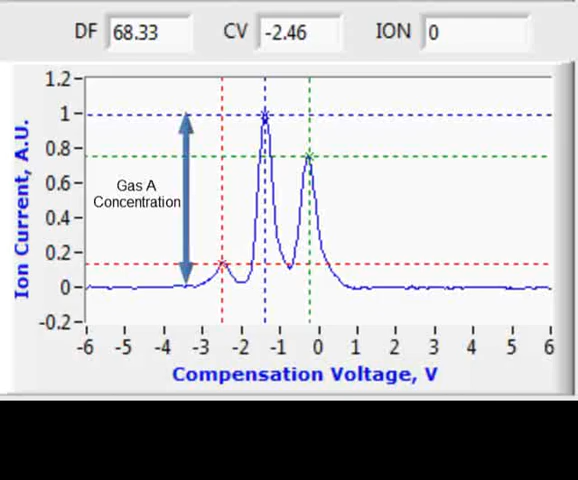 DF 68.33 CV -2.46 ION 0
1.2
1
0.8
0.6
0.4
0.2
0
-0.2
Ion Current, A.U.
Gas A
Concentration
-6 -5 -4 -3 -2 -1 0 1 2 3 4 5 6
Compensation Voltage, V